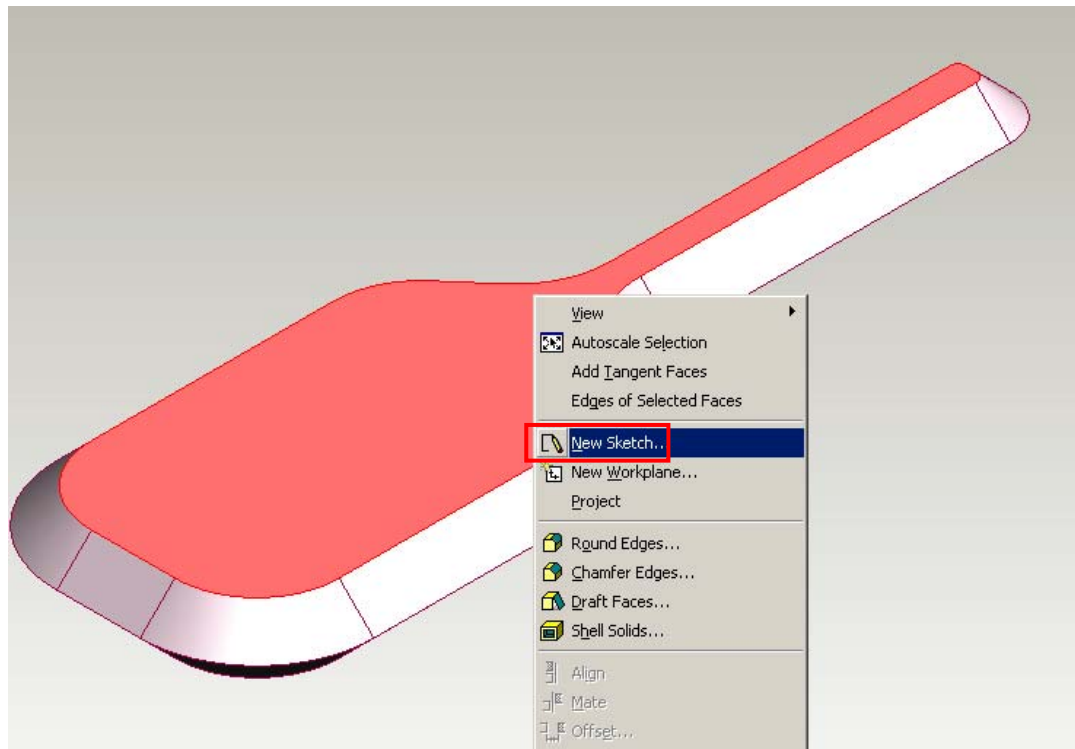 View
Autoscale Selection
Add Tangent Faces
Edges of Selected Faces
New Sketch...
New Workplane...
Project
Round Edges...
Chamfer Edges...
Draft Faces...
Shell Solids...
Align
Mate
Offset...